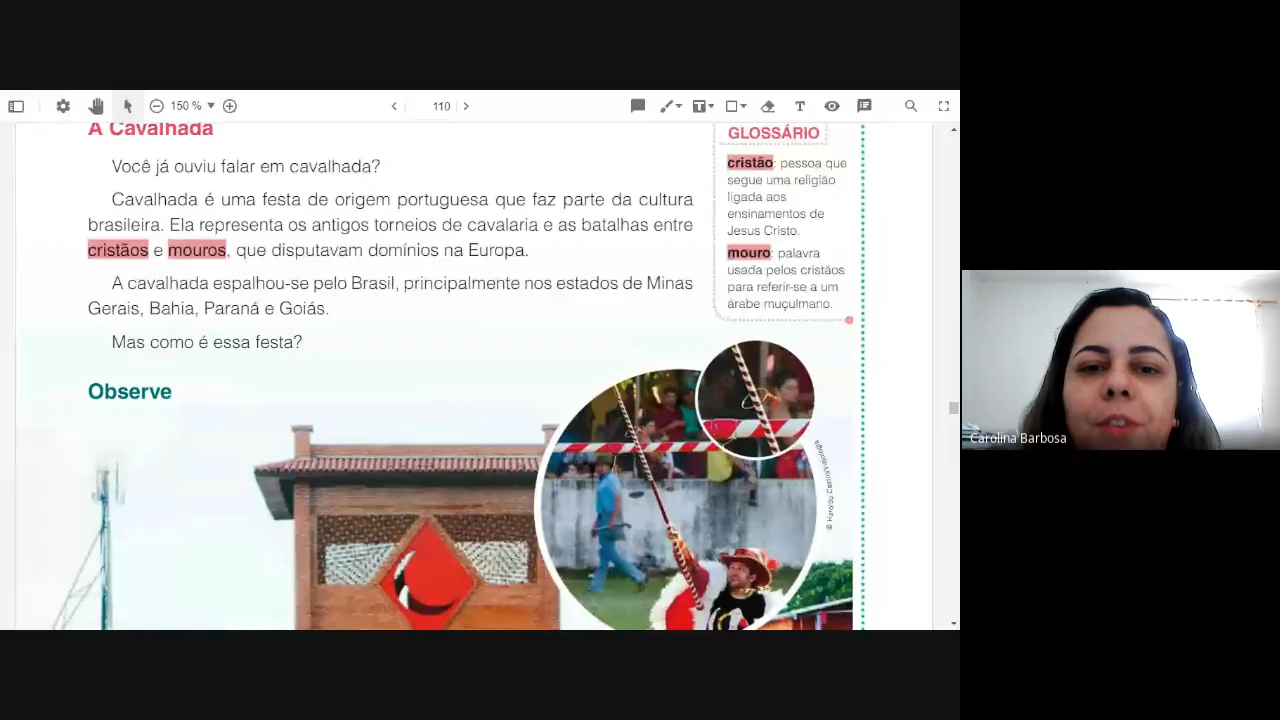 150 %
110
A Cavalhada
Você já ouviu falar em cavalhada?
Cavalhada é uma festa de origem portuguesa que faz parte da cultura
brasileira. Ela representa os antigos torneios de cavalaria e as batalhas entre
cristãos e mouros, que disputavam domínios na Europa.
A cavalhada espalhou-se pelo Brasil, principalmente nos estados de Minas
Gerais, Bahia, Paraná e Goiás.
Mas como é essa festa?
Observe
GLOSSÁRIO
cristão: pessoa que
segue uma religião
ligada aos
ensinamentos de
Jesus Cristo.
mouro: palavra
usada pelos cristãos
para referir-se a um
árabe muçulmano.
Carolina Barbosa